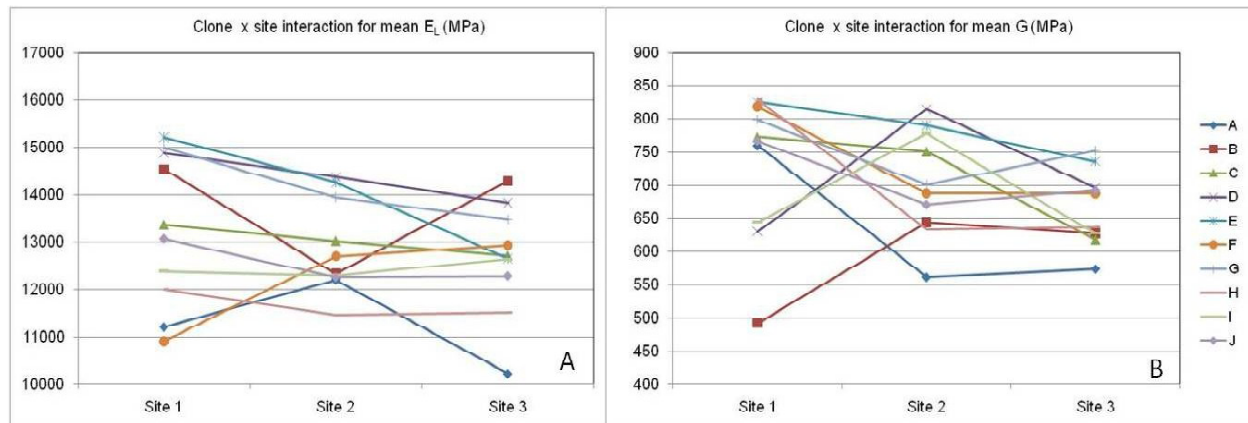 Clone x site interaction for mean EL (MPa)
17000
16000
15000
14000
13000
12000
11000
10000
Site 1 Site 2 Site 3
A
Clone x site interaction for mean G (MPa)
900
850
800
750
700
650
600
550
500
450
400
Site 1 Site 2 Site 3
B
A
B
C
D
E
F
G
H
I
J